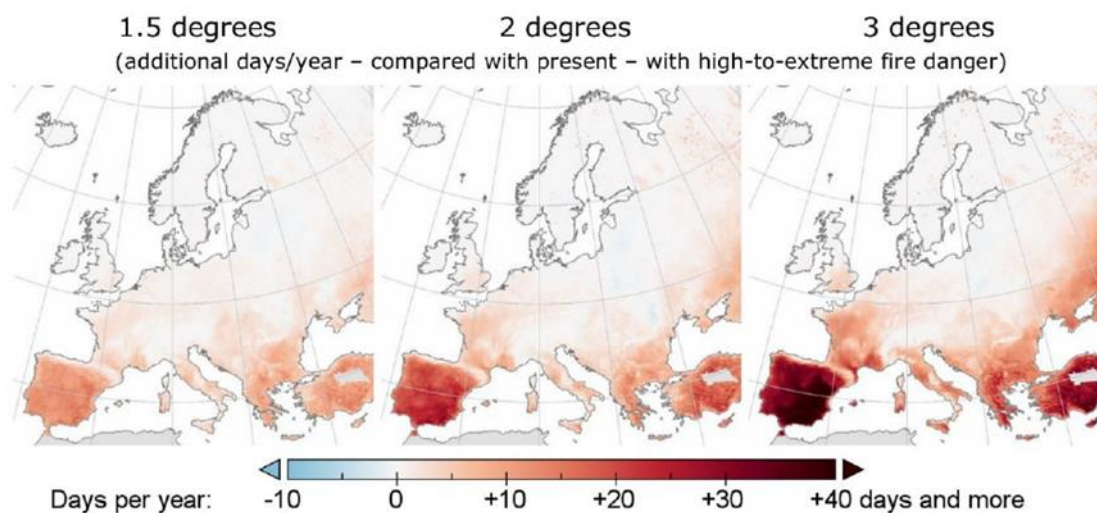 1.5 degrees 2 degrees 3 degrees
(additional days/year – compared with present – with high-to-extreme fire danger)
Days per year: -10 0 +10 +20 +30 +40 days and more